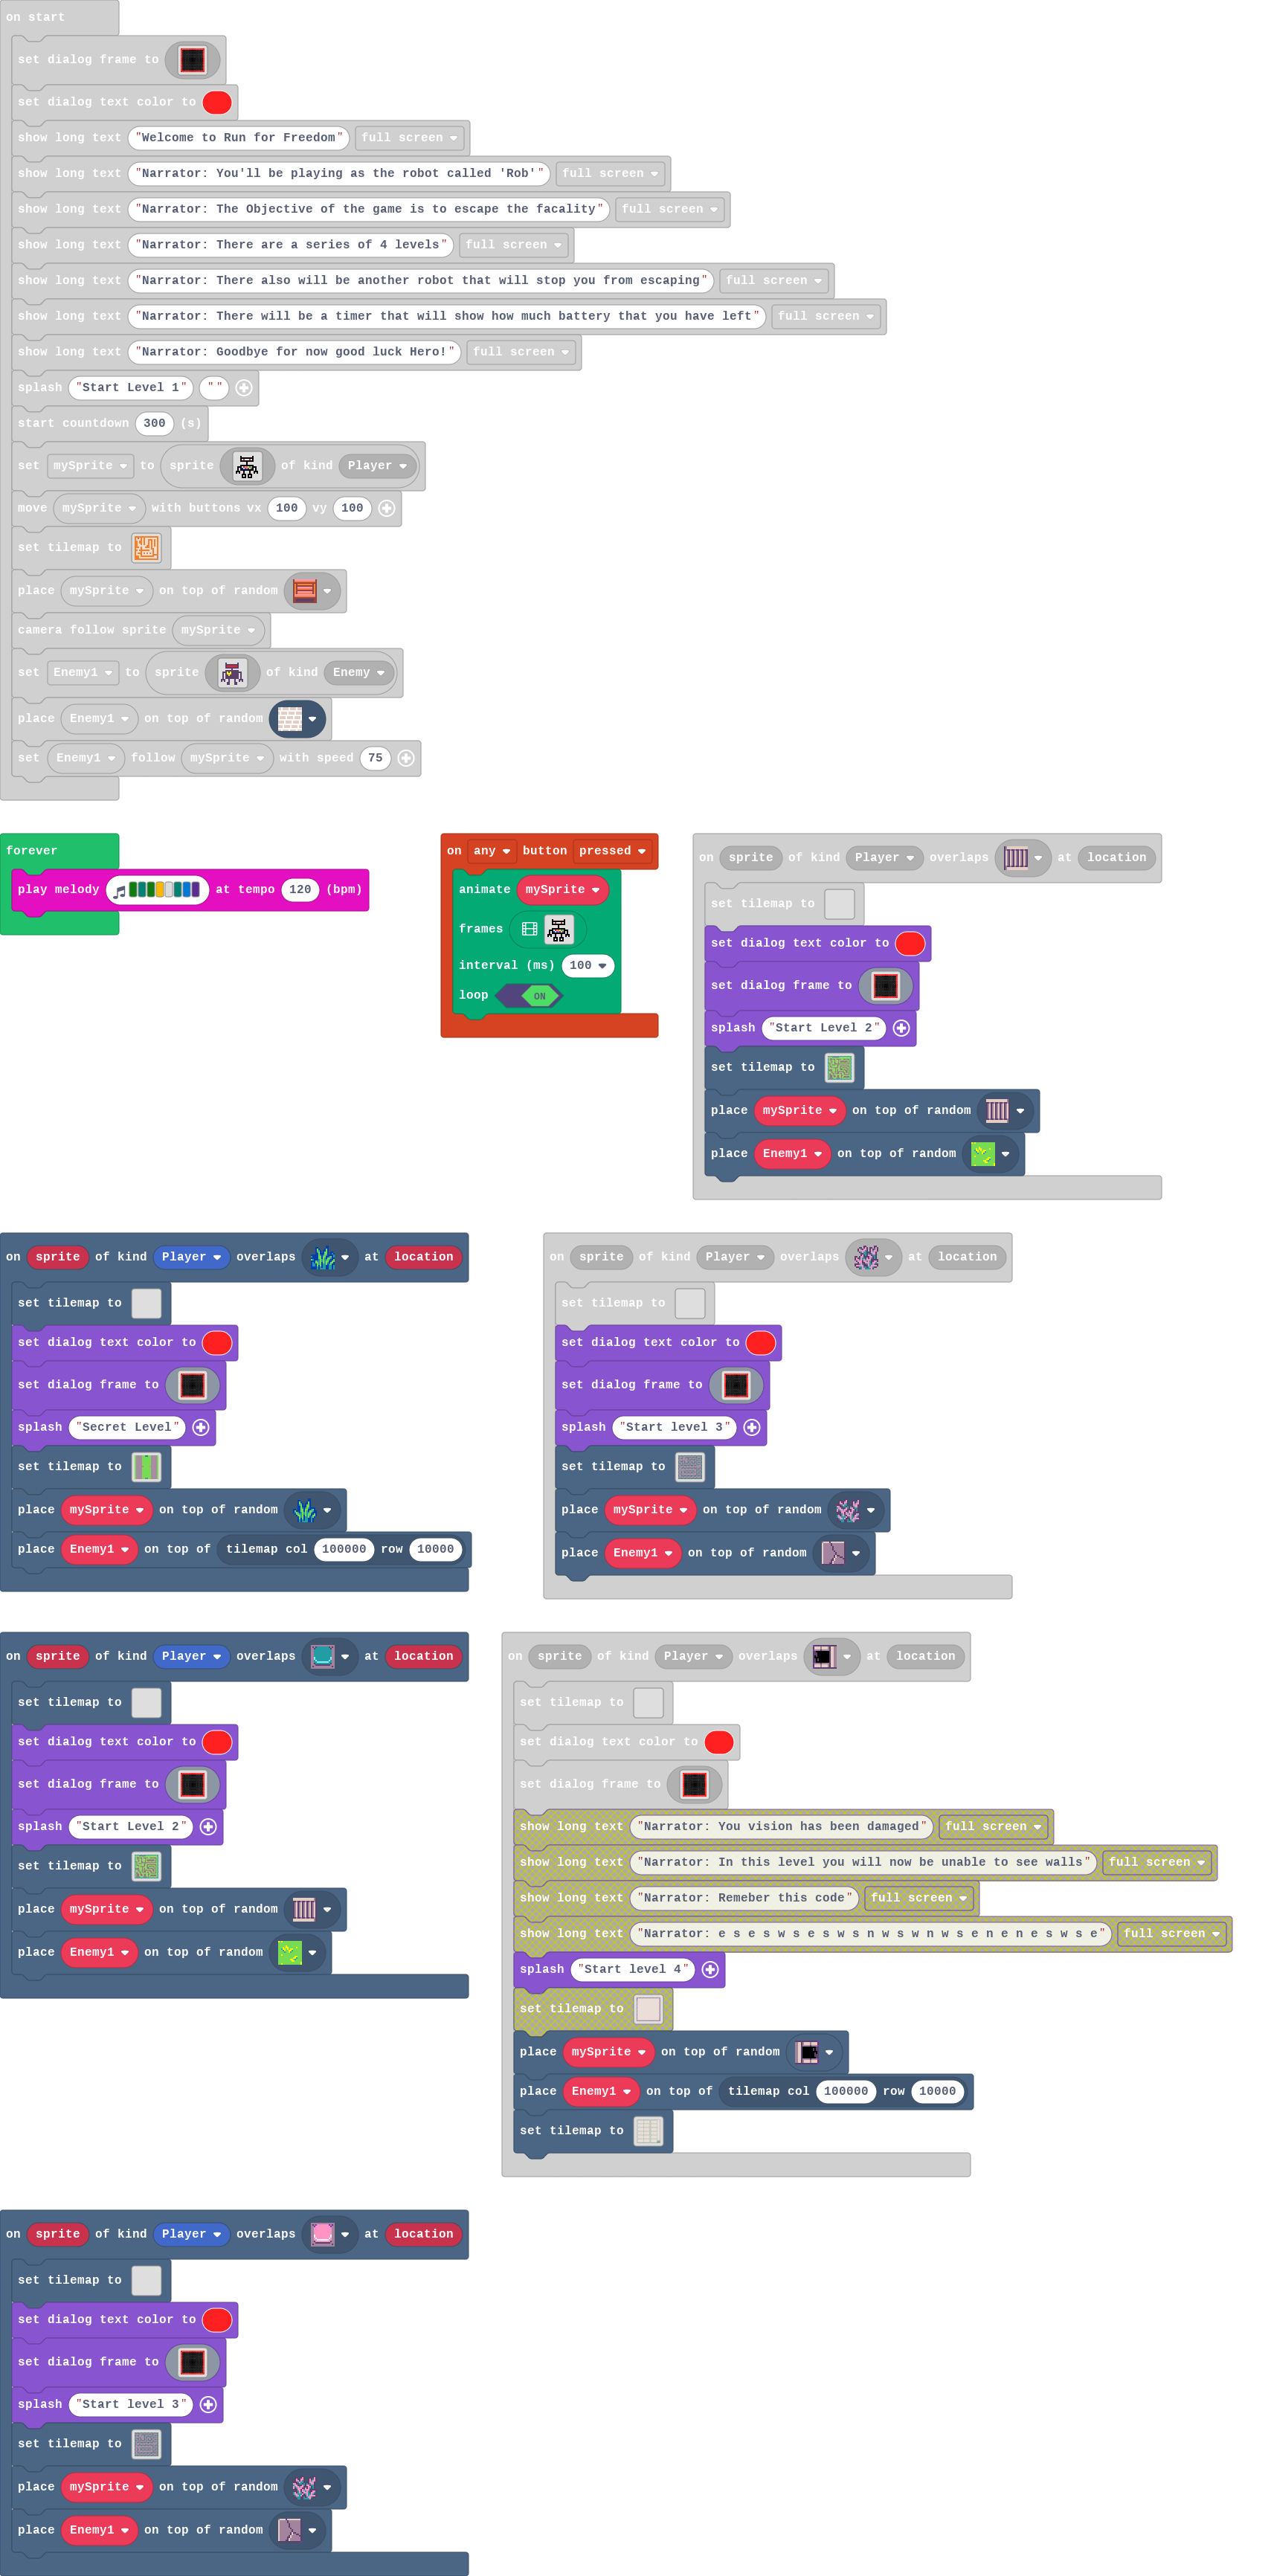 on start
set dialog frame to
set dialog text color to
show long text "Welcome to Run for Freedom" full screen
show long text "Narrator: You'll be playing as the robot called 'Rob'" full screen
show long text "Narrator: The Objective of the game is to escape the facality" full screen
show long text "Narrator: There are a series of 4 levels" full screen
show long text "Narrator: There also will be another robot that will stop you from escaping" full screen
show long text "Narrator: There will be a timer that will show how much battery that you have left" full screen
show long text "Narrator: Goodbye for now good luck Hero!" full screen
splash "Start Level 1" ""
start countdown 300 (s)
set mySprite to sprite of kind Player
move mySprite with buttons vx 100 vy 100
set tilemap to
place mySprite on top of random
camera follow sprite mySprite
set Enemy1 to sprite of kind Enemy
place Enemy1 on top of random
set Enemy1 follow mySprite with speed 75
forever
play melody at tempo 120 (bpm)
on any button pressed
animate mySprite
frames
interval (ms) 100
loop ON
on sprite of kind Player overlaps at location
set tilemap to
set dialog text color to
set dialog frame to
splash "Start Level 2"
set tilemap to
place mySprite on top of random
place Enemy1 on top of random
on sprite of kind Player overlaps at location
set tilemap to
set dialog text color to
set dialog frame to
splash "Secret Level"
set tilemap to
place mySprite on top of random
place Enemy1 on top of tilemap col 100000 row 10000
on sprite of kind Player overlaps at location
set tilemap to
set dialog text color to
set dialog frame to
splash "Start level 3"
set tilemap to
place mySprite on top of random
place Enemy1 on top of random
on sprite of kind Player overlaps at location
set tilemap to
set dialog text color to
set dialog frame to
splash "Start Level 2"
set tilemap to
place mySprite on top of random
place Enemy1 on top of random
on sprite of kind Player overlaps at location
set tilemap to
set dialog text color to
set dialog frame to
show long text "Narrator: You vision has been damaged" full screen
show long text "Narrator: In this level you will now be unable to see walls" full screen
show long text "Narrator: Remeber this code" full screen
show long text "Narrator: e s e s w s e s w s n w s w n w s e n e n e s w s e" full screen
splash "Start level 4"
set tilemap to
place mySprite on top of random
place Enemy1 on top of tilemap col 100000 row 10000
set tilemap to
on sprite of kind Player overlaps at location
set tilemap to
set dialog text color to
set dialog frame to
splash "Start level 3"
set tilemap to
place mySprite on top of random
place Enemy1 on top of random